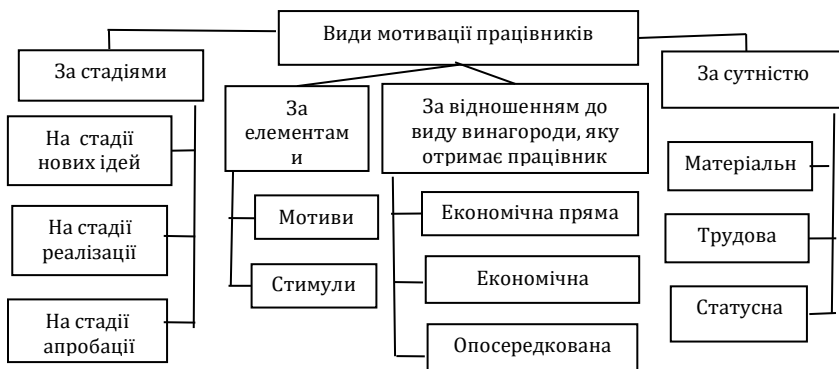 Види мотивації працівників
За стадіями
На стадії
нових ідей
На стадії
реалізації
На стадії
апробації
За
елементам
и
Мотиви
Стимули
За відношенням до
виду винагороди, яку
отримає працівник
Економічна пряма
Економічна
Опосередкована
За сутністю
Матеріальн
Трудова
Статусна